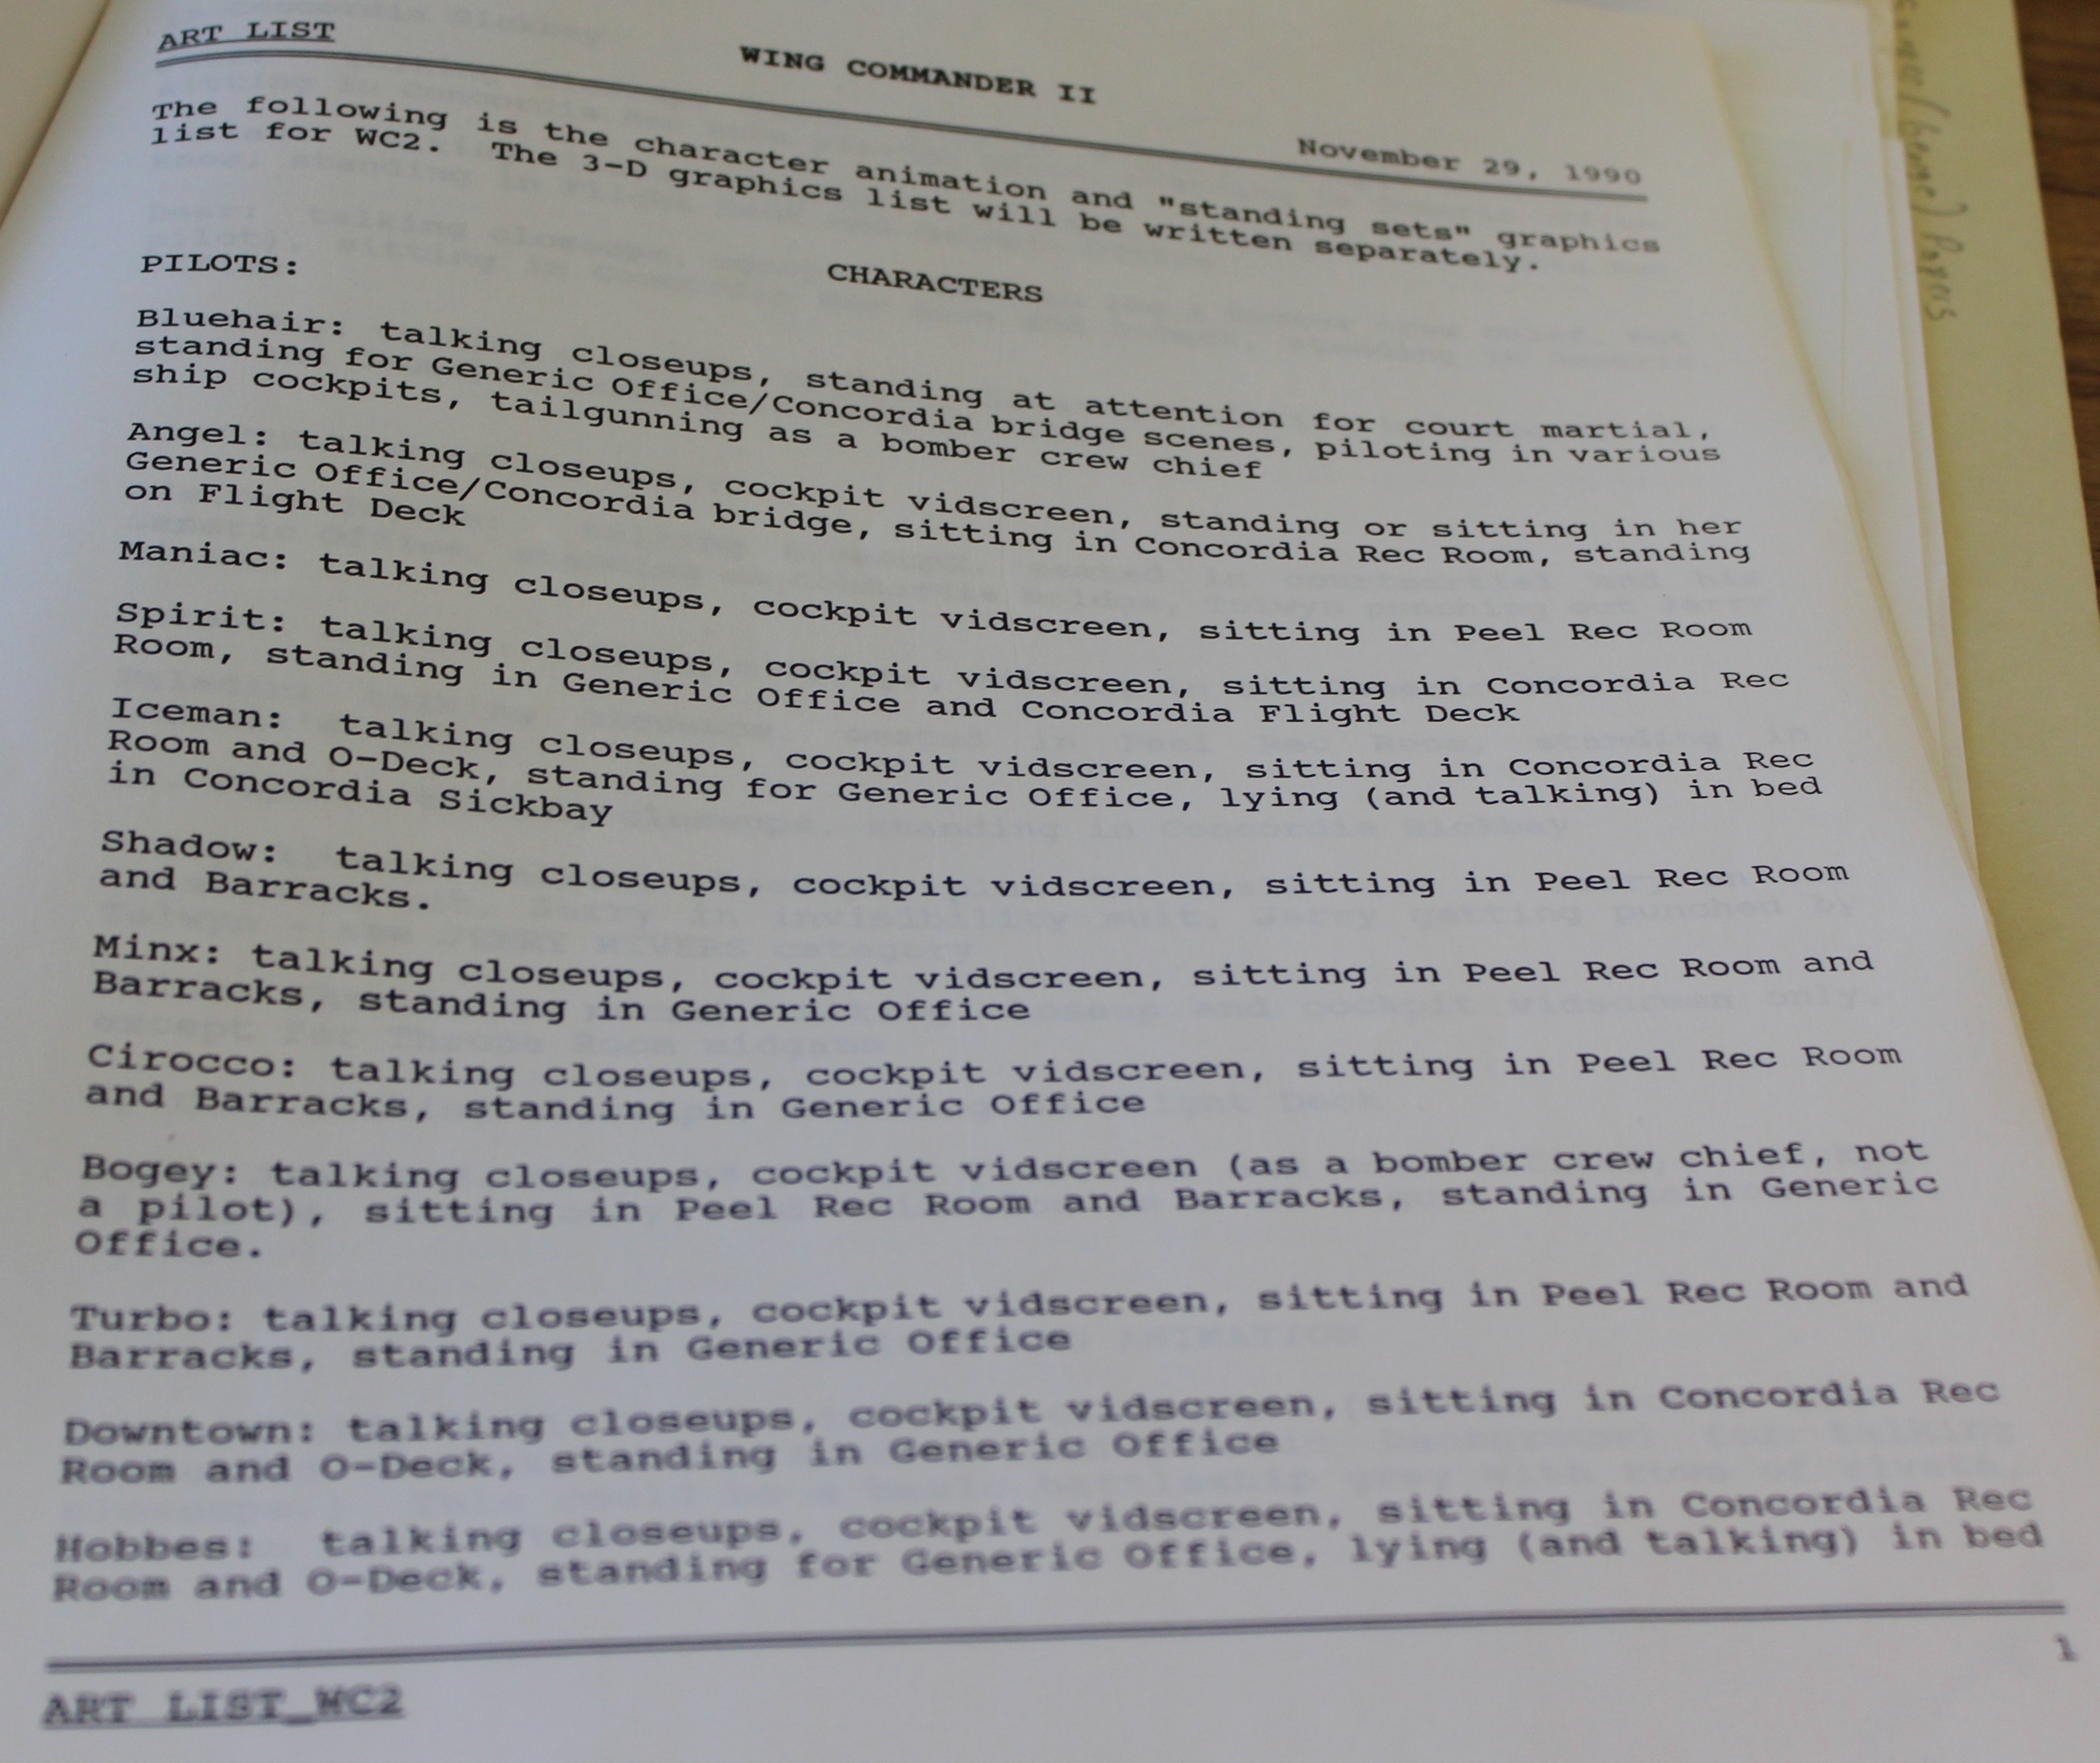 ART LIST
WING COMMANDER II
November 29, 1990
The following is the character animation and "standing sets" graphics
list for WC2. The 3-D graphics list will be written separately.
CHARACTERS
PILOTS:
Bluehair: talking closeups, standing at attention for court martial,
standing for Generic Office/Concordia bridge scenes, piloting in various
ship cockpits, tailgunning as a bomber crew chief
Angel: talking closeups, cockpit vidscreen, standing or sitting in her
Generic Office/Concordia bridge, sitting in Concordia Rec Room, standing
on Flight Deck
Maniac: talking closeups, cockpit vidscreen, sitting in Peel Rec Room
Spirit: talking closeups, cockpit vidscreen, sitting in Concordia Rec
Room, standing in Generic Office and Concordia Flight Deck
Iceman: talking closeups, cockpit vidscreen, sitting in Concordia Rec
Room and O-Deck, standing for Generic Office, lying (and talking) in bed
in Concordia Sickbay
Shadow: talking closeups, cockpit vidscreen, sitting in Peel Rec Room
and Barracks.
Minx: talking closeups, cockpit vidscreen, sitting in Peel Rec Room and
Barracks, standing in Generic Office
Cirocco: talking closeups, cockpit vidscreen, sitting in Peel Rec Room
and Barracks, standing in Generic Office
Bogey: talking closeups, cockpit vidscreen (as a bomber crew chief, not
a pilot), sitting in Peel Rec Room and Barracks, standing in Generic
Office.
Turbo: talking closeups, cockpit vidscreen, sitting in Peel Rec Room and
Barracks, standing in Generic Office
Downtown: talking closeups, cockpit vidscreen, sitting in Concordia Rec
Room and O-Deck, standing in Generic Office
Hobbes: talking closeups, cockpit vidscreen, sitting in Concordia Rec
Room and O-Deck, standing for Generic Office, lying (and talking) in bed
1
ART LIST_WC2
Papers